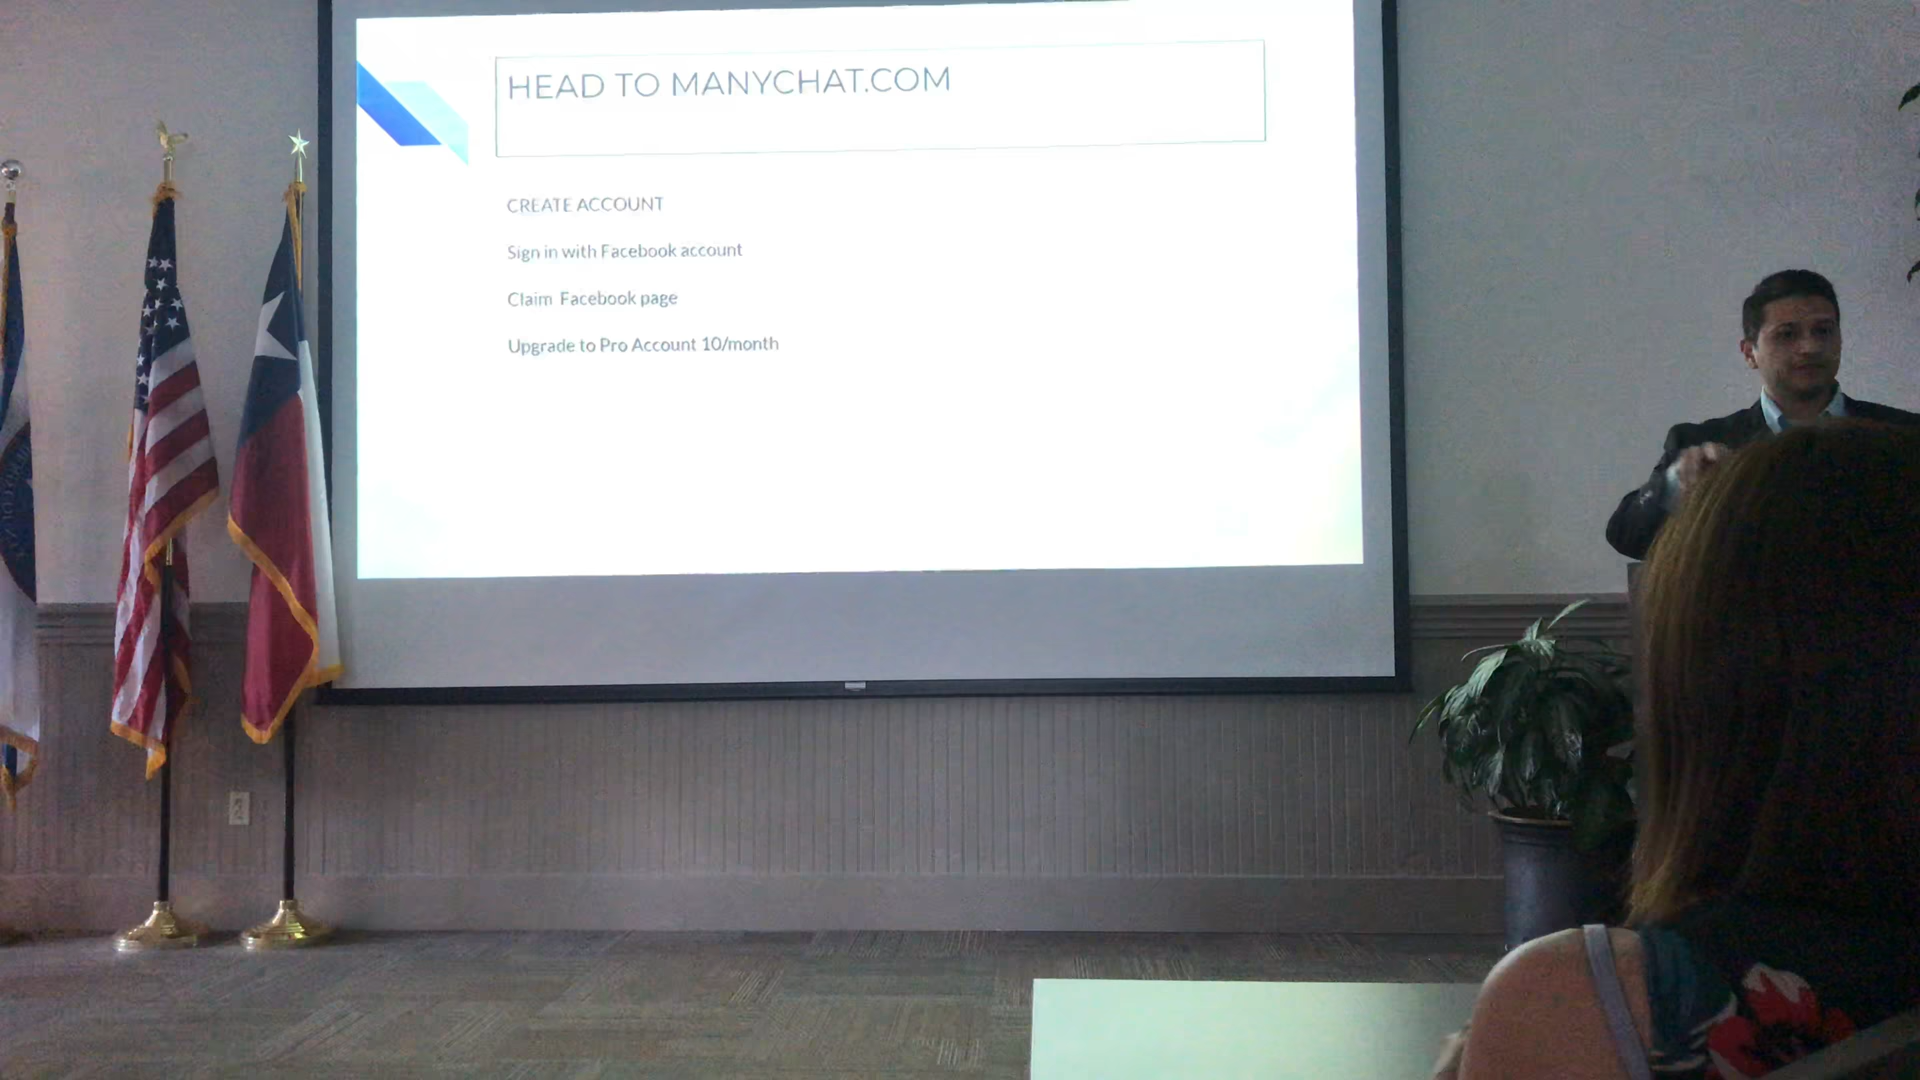 HEAD TO MANYCHAT.COM
CREATE ACCOUNT
Sign in with Facebook account
Claim Facebook page
Upgrade to Pro Account 10/month